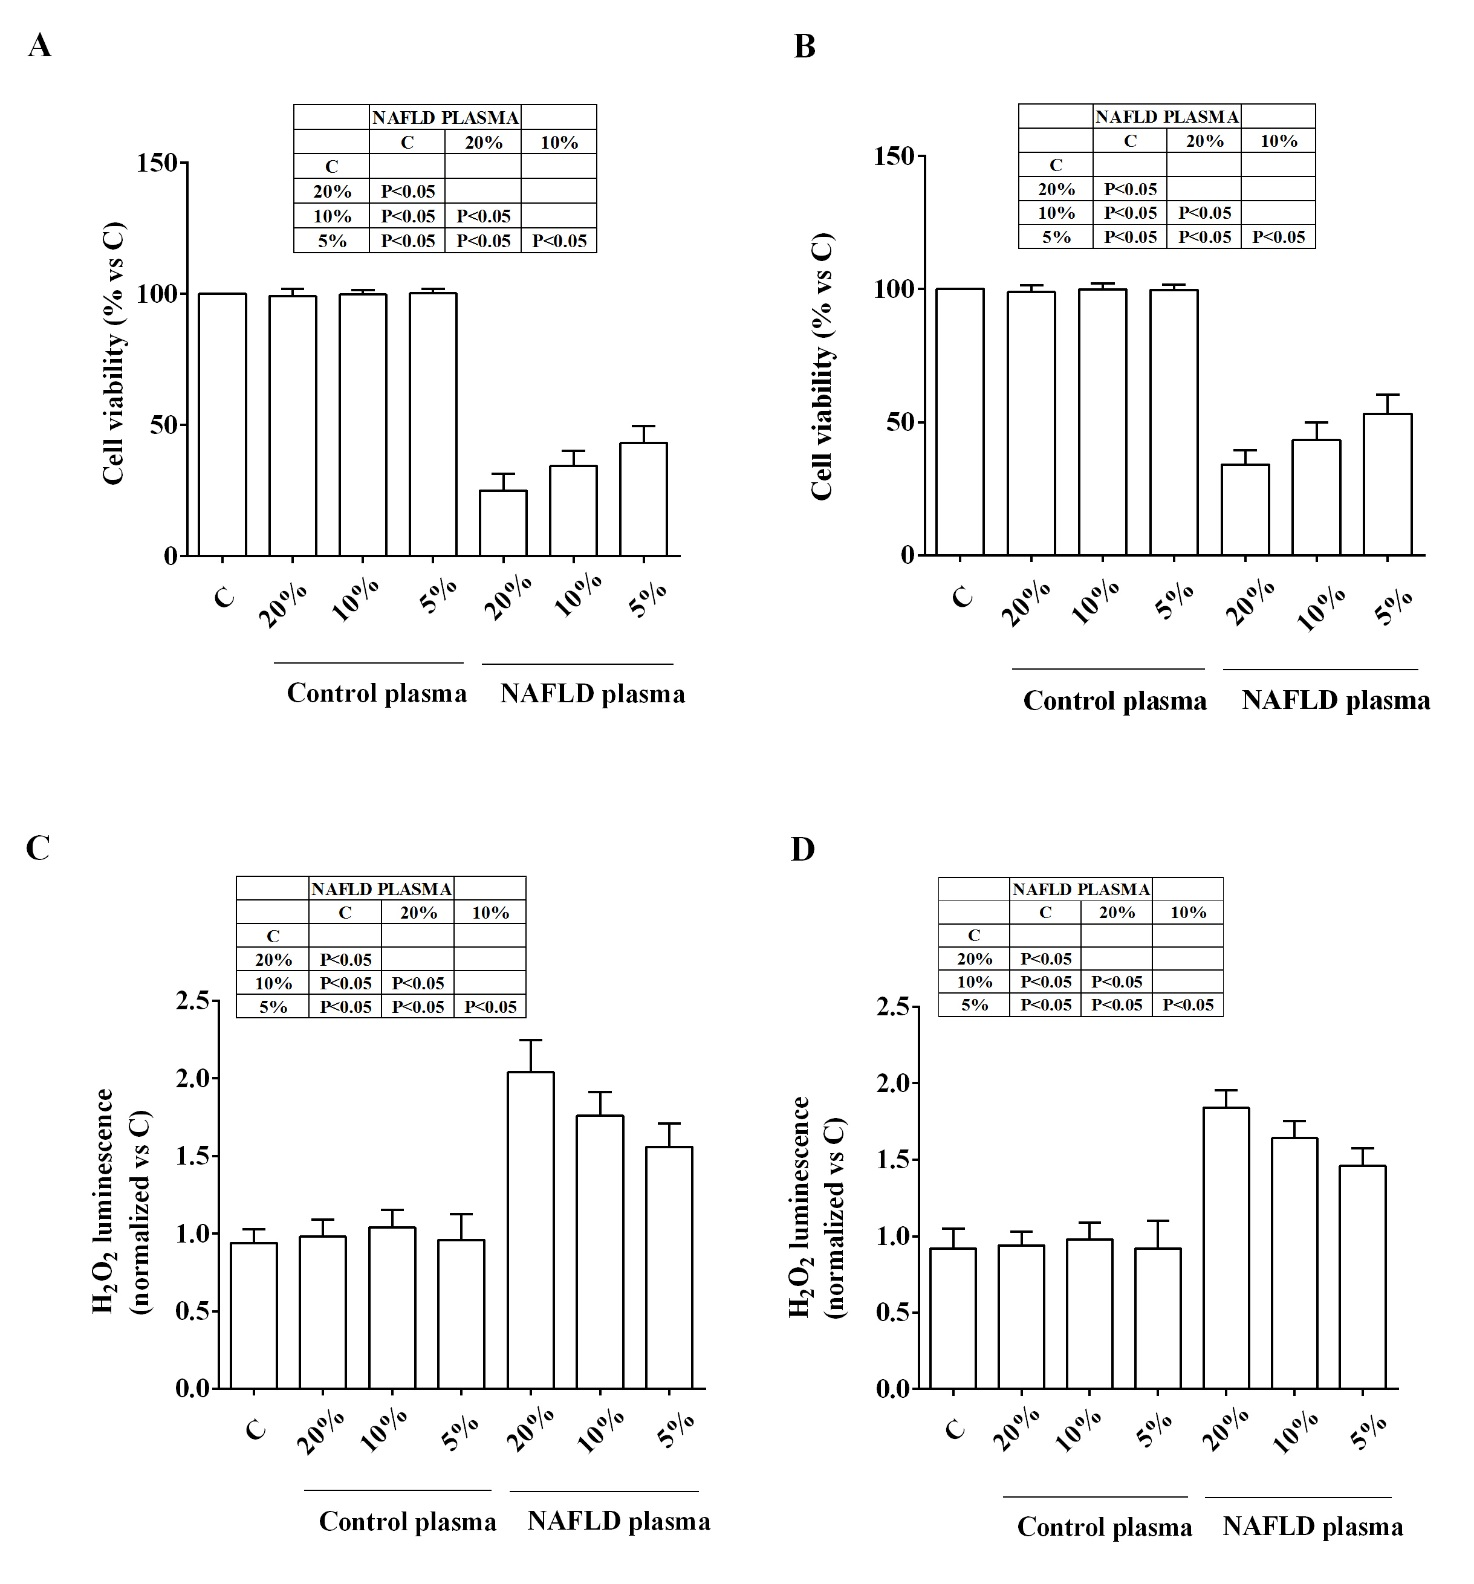 A
NAFLD PLASMA
C 20% 10%
C
20% P<0.05
10% P<0.05 P<0.05
5% P<0.05 P<0.05 P<0.05
Cell viability (% vs C)
150
100
50
0
C 20% 10% 5% 20% 10% 5%
Control plasma NAFLD plasma
B
NAFLD PLASMA
C 20% 10%
C
20% P<0.05
10% P<0.05 P<0.05
5% P<0.05 P<0.05 P<0.05
Cell viability (% vs C)
150
100
50
0
C 20% 10% 5% 20% 10% 5%
Control plasma NAFLD plasma
C
NAFLD PLASMA
C 20% 10%
C
20% P<0.05
10% P<0.05 P<0.05
5% P<0.05 P<0.05 P<0.05
H₂O₂ luminescence
(normalized vs C)
2.5
2.0
1.5
1.0
0.5
0.0
C 20% 10% 5% 20% 10% 5%
Control plasma NAFLD plasma
D
NAFLD PLASMA
C 20% 10%
C
20% P<0.05
10% P<0.05 P<0.05
5% P<0.05 P<0.05 P<0.05
H₂O₂ luminescence
(normalized vs C)
2.5
2.0
1.5
1.0
0.5
0.0
C 20% 10% 5% 20% 10% 5%
Control plasma NAFLD plasma